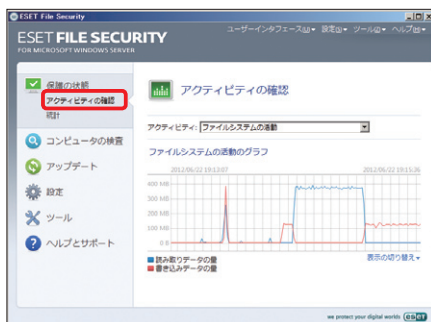 ESET File Security
ESET FILE SECURITY
FOR MICROSOFT WINDOWS SERVER
ユーザーインタフェース(U)▼ 設定(S)▼ ツール(O)▼ ヘルプ(H)▼
保護の状態
アクティビティの確認
統計
コンピュータの検査
アップデート
設定
ツール
ヘルプとサポート
アクティビティの確認
アクティビティ: ファイルシステムの活動
ファイルシステムの活動のグラフ
2012/06/22 19:12:07 2012/06/22 19:15:36
400 MB
300 MB
200 MB
100 MB
0 B
読み取りデータの量
書き込みデータの量
表示の切り替え▼
we protect your digital worlds eset